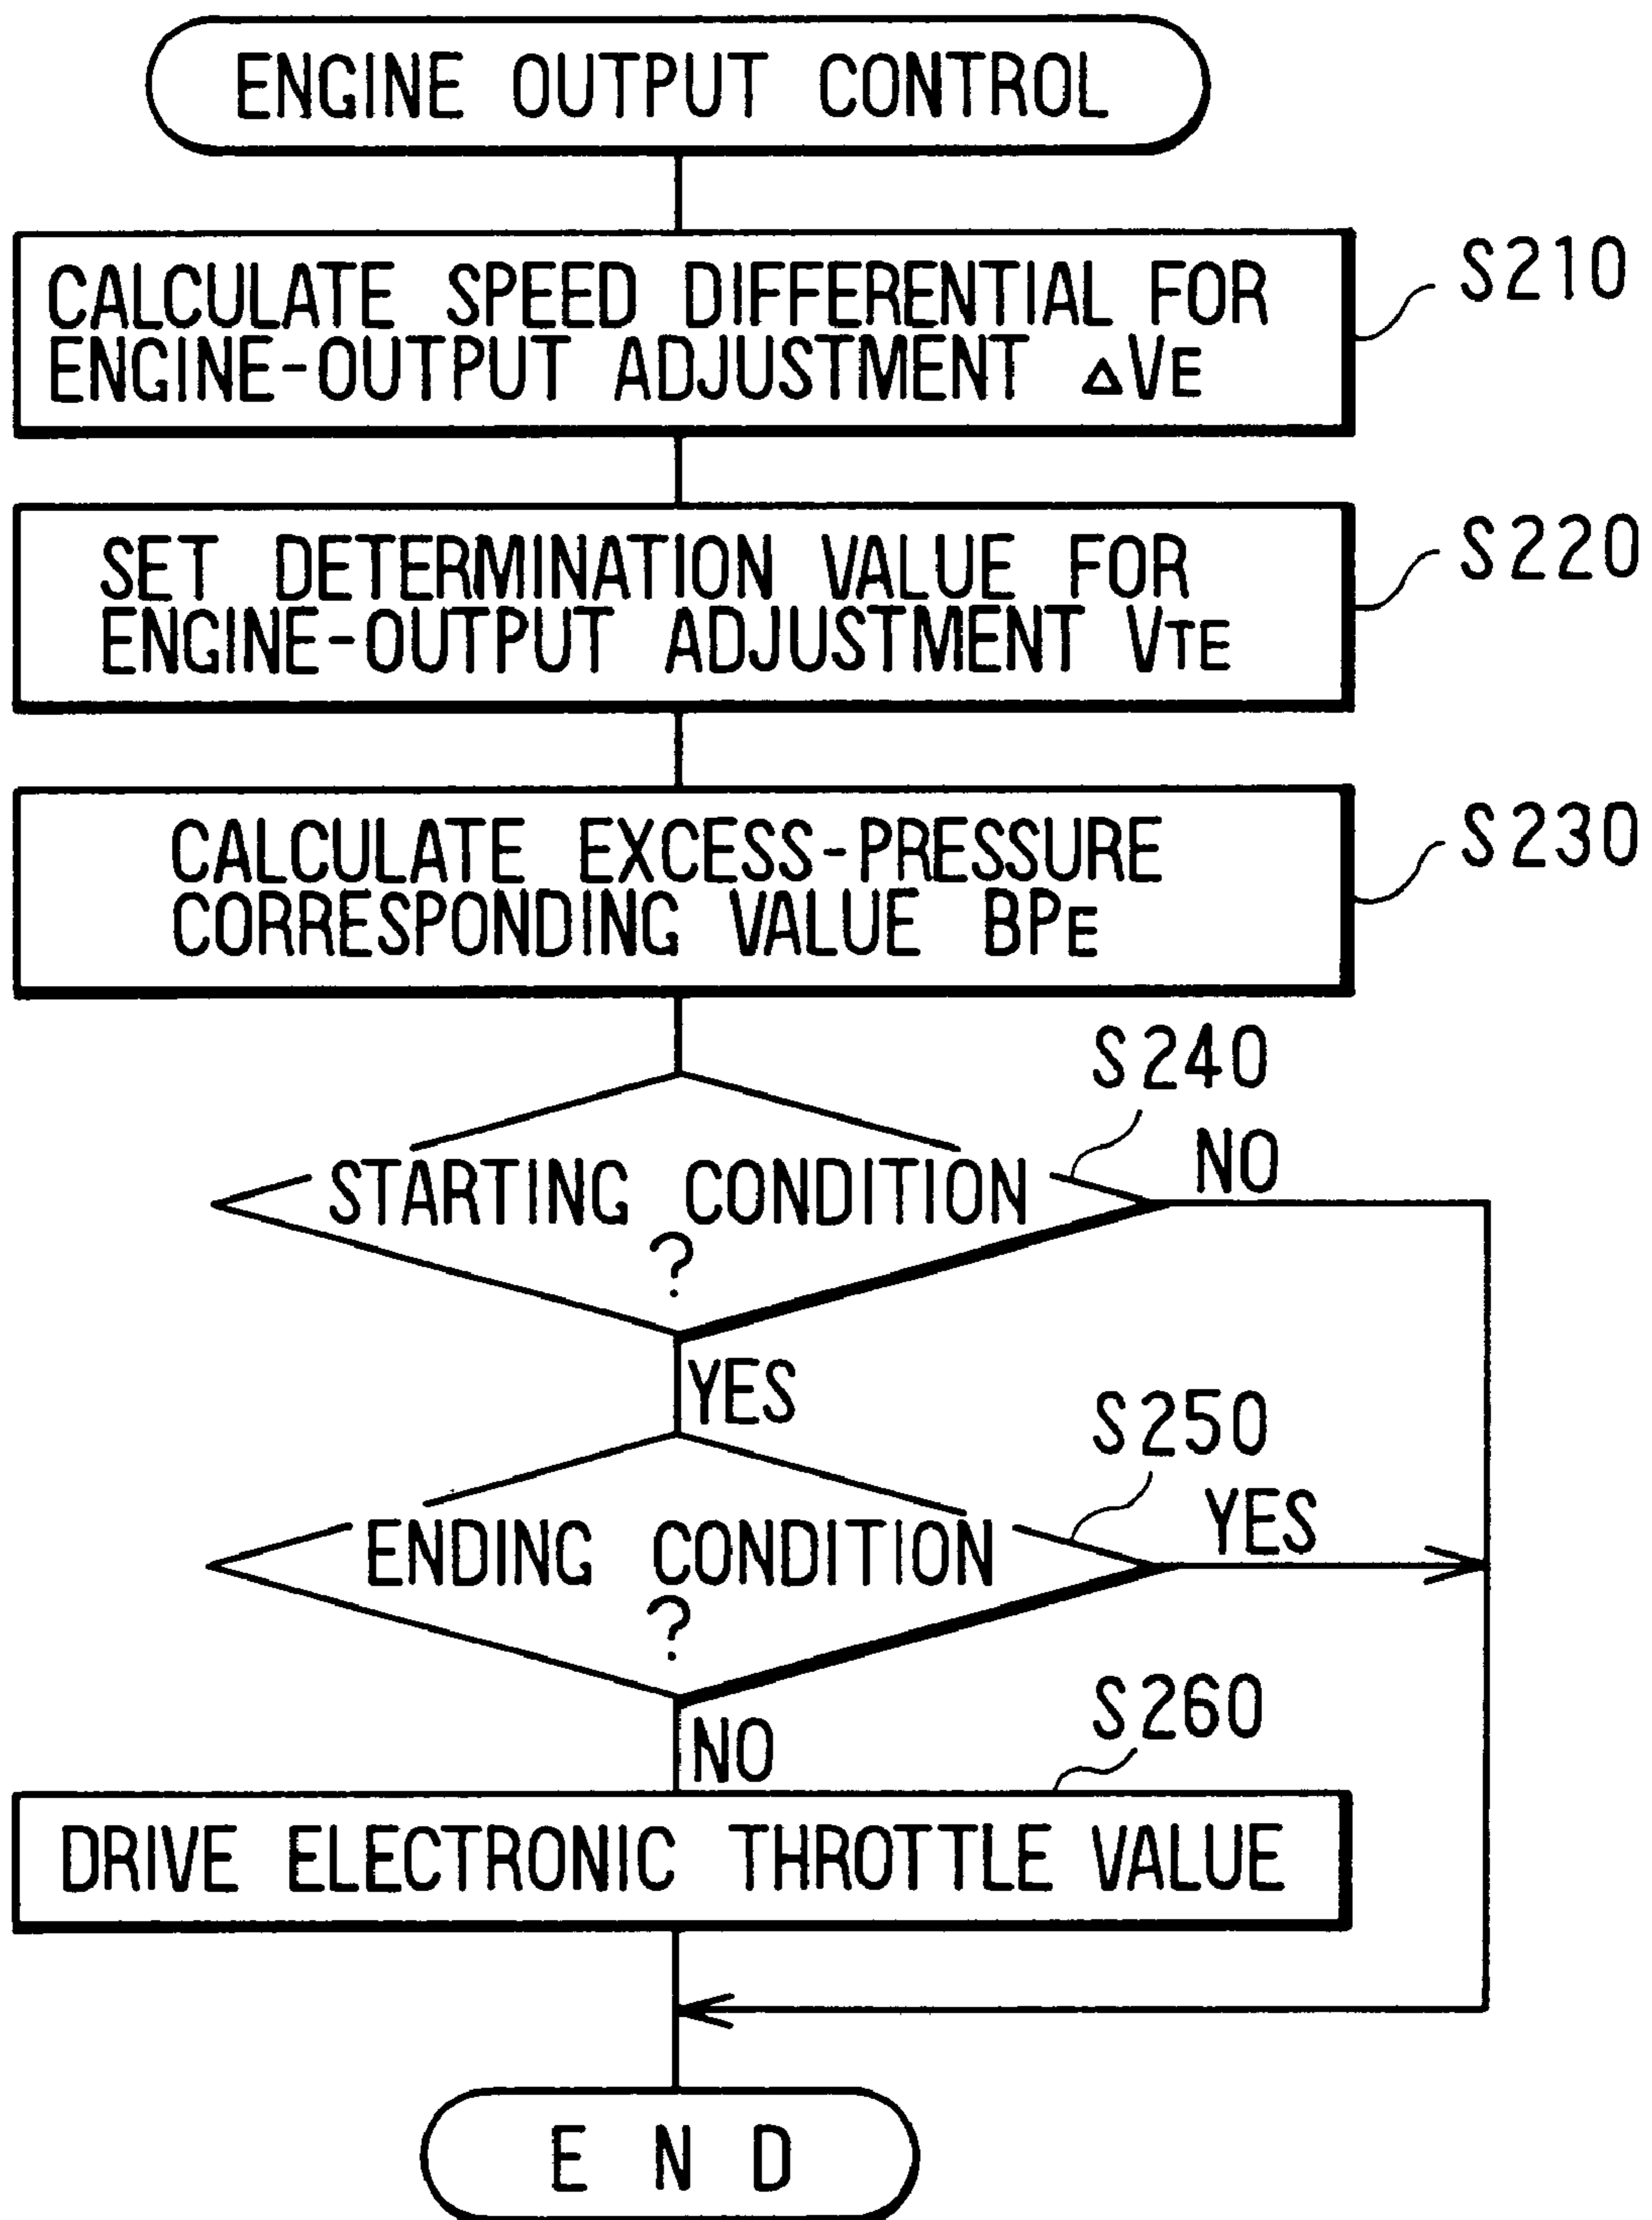 ENGINE OUTPUT CONTROL
CALCULATE SPEED DIFFERENTIAL FOR
ENGINE-OUTPUT ADJUSTMENT ΔVE
S210
SET DETERMINATION VALUE FOR
ENGINE-OUTPUT ADJUSTMENT VTE
S220
CALCULATE EXCESS-PRESSURE
CORRESPONDING VALUE BPE
S230
S240
STARTING CONDITION
?
NO
YES
S250
ENDING CONDITION
?
YES
NO
S260
DRIVE ELECTRONIC THROTTLE VALUE
END